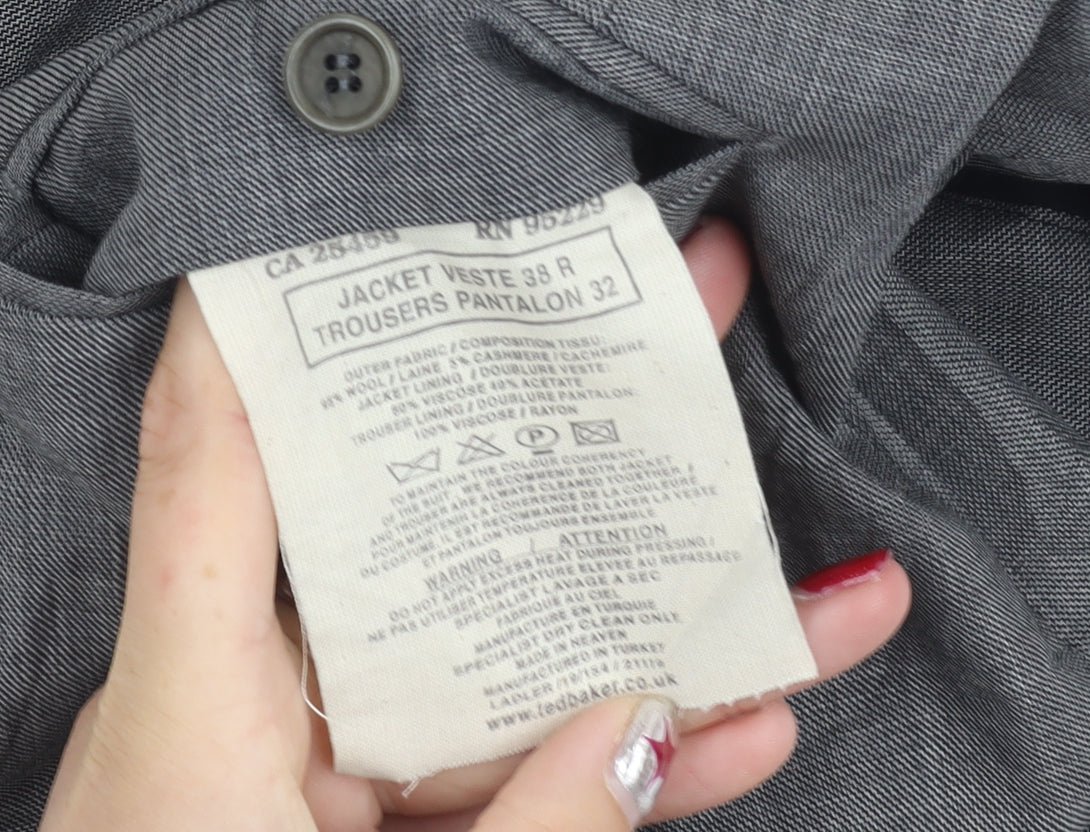 CA 25459 RN 95229
JACKET VESTE 38 R
TROUSERS PANTALON 32
OUTER FABRIC / COMPOSITION TISSU:
95% WOOL / LAINE 5% CASHMERE / CACHEMIRE
JACKET LINING / DOUBLURE VESTE:
60% VISCOSE 40% ACETATE
TROUSER LINING / DOUBLURE PANTALON:
100% VISCOSE / RAYON
P
TO MAINTAIN THE COLOUR COHERENCY
OF THE SUIT, WE RECOMMEND BOTH JACKET
AND TROUSER ARE ALWAYS CLEANED TOGETHER /
POUR MAINTENIR LA COHERENCE DE LA COULEURE
DU COSTUME, IL EST RECOMMANDE DE LAVER LA VESTE
ET PANTALON TOUJOURS ENSEMBLE
WARNING / ATTENTION
DO NOT APPLY EXCESS HEAT DURING PRESSING /
NE PAS UTILISER TEMPERATURE ELEVEE AU REPASSAGE
SPECIALIST LAVAGE A SEC
FABRIQUE AU CIEL
MANUFACTURE EN TURQUIE
SPECIALIST DRY CLEAN ONLY
MADE IN HEAVEN
MANUFACTURED IN TURKEY
www.tedbaker.co.uk